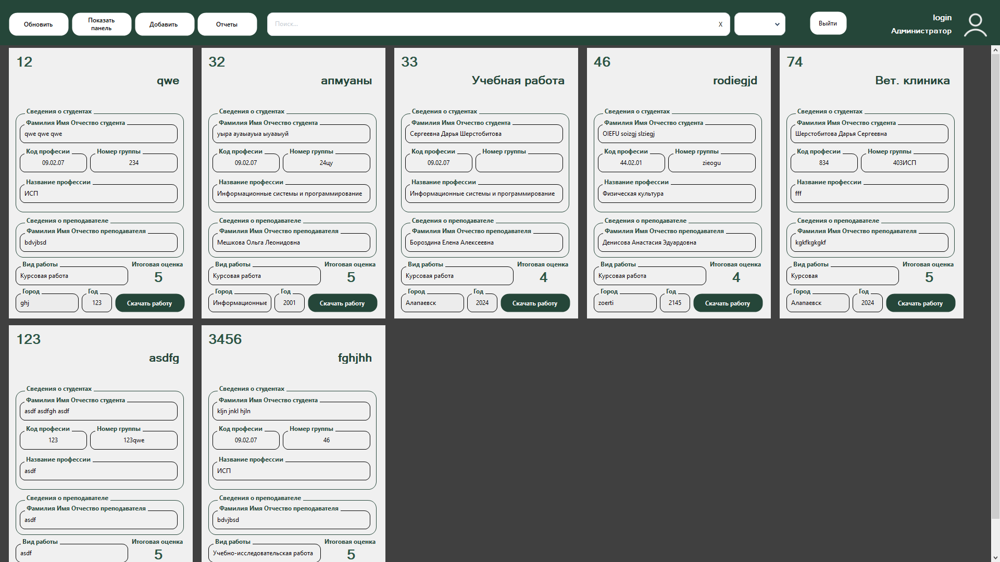 Обновить
Показать
панель
Добавить
Отчеты
Поиск...
X
Выйти
login
Администратор
12
qwe
Сведения о студентах
Фамилия Имя Отчество студента
qwe qwe qwe
Код професии
Номер группы
09.02.07
234
Название профессии
ИСП
Сведения о преподавателе
Фамилия Имя Отчество преподавателя
bdvjbsd
Вид работы
Итоговая оценка
Курсовая работа
5
Город
Год
ghj
123
Скачать работу
32
апмуаны
Сведения о студентах
Фамилия Имя Отчество студента
уыра ауаыауыа ыуааыуй
Код професии
Номер группы
09.02.07
24цу
Название профессии
Информационные системы и программирование
Сведения о преподавателе
Фамилия Имя Отчество преподавателя
Мешкова Ольга Леонидовна
Вид работы
Итоговая оценка
Курсовая работа
5
Город
Год
Информационные
2001
Скачать работу
33
Учебная работа
Сведения о студентах
Фамилия Имя Отчество студента
Сергеевна Дарья Шерстобитова
Код професии
Номер группы
09.02.07
Название профессии
Информационные системы и программирование
Сведения о преподавателе
Фамилия Имя Отчество преподавателя
Бороздина Елена Алексеевна
Вид работы
Итоговая оценка
Курсовая работа
4
Город
Год
Алапаевск
2024
Скачать работу
46
rodiegjd
Сведения о студентах
Фамилия Имя Отчество студента
OIEFU soizgj slziegj
Код професии
Номер группы
44.02.01
zieogu
Название профессии
Физическая культура
Сведения о преподавателе
Фамилия Имя Отчество преподавателя
Денисова Анастасия Эдуардовна
Вид работы
Итоговая оценка
Курсовая работа
4
Город
Год
zoerti
2145
Скачать работу
74
Вет. клиника
Сведения о студентах
Фамилия Имя Отчество студента
Шерстобитова Дарья Сергеевна
Код професии
Номер группы
834
403ИСП
Название профессии
fff
Сведения о преподавателе
Фамилия Имя Отчество преподавателя
kgkfkgkgkf
Вид работы
Итоговая оценка
Курсовая
5
Город
Год
Алапаевск
2024
Скачать работу
123
asdfg
Сведения о студентах
Фамилия Имя Отчество студента
asdf asdfgh asdf
Код професии
Номер группы
123
123qwe
Название профессии
asdf
Сведения о преподавателе
Фамилия Имя Отчество преподавателя
asdf
Вид работы
Итоговая оценка
asdf
5
3456
fghjhh
Сведения о студентах
Фамилия Имя Отчество студента
kljn jnkl hjln
Код професии
Номер группы
09.02.07
46
Название профессии
ИСП
Сведения о преподавателе
Фамилия Имя Отчество преподавателя
bdvjbsd
Вид работы
Итоговая оценка
Учебно-исследовательская работа
5